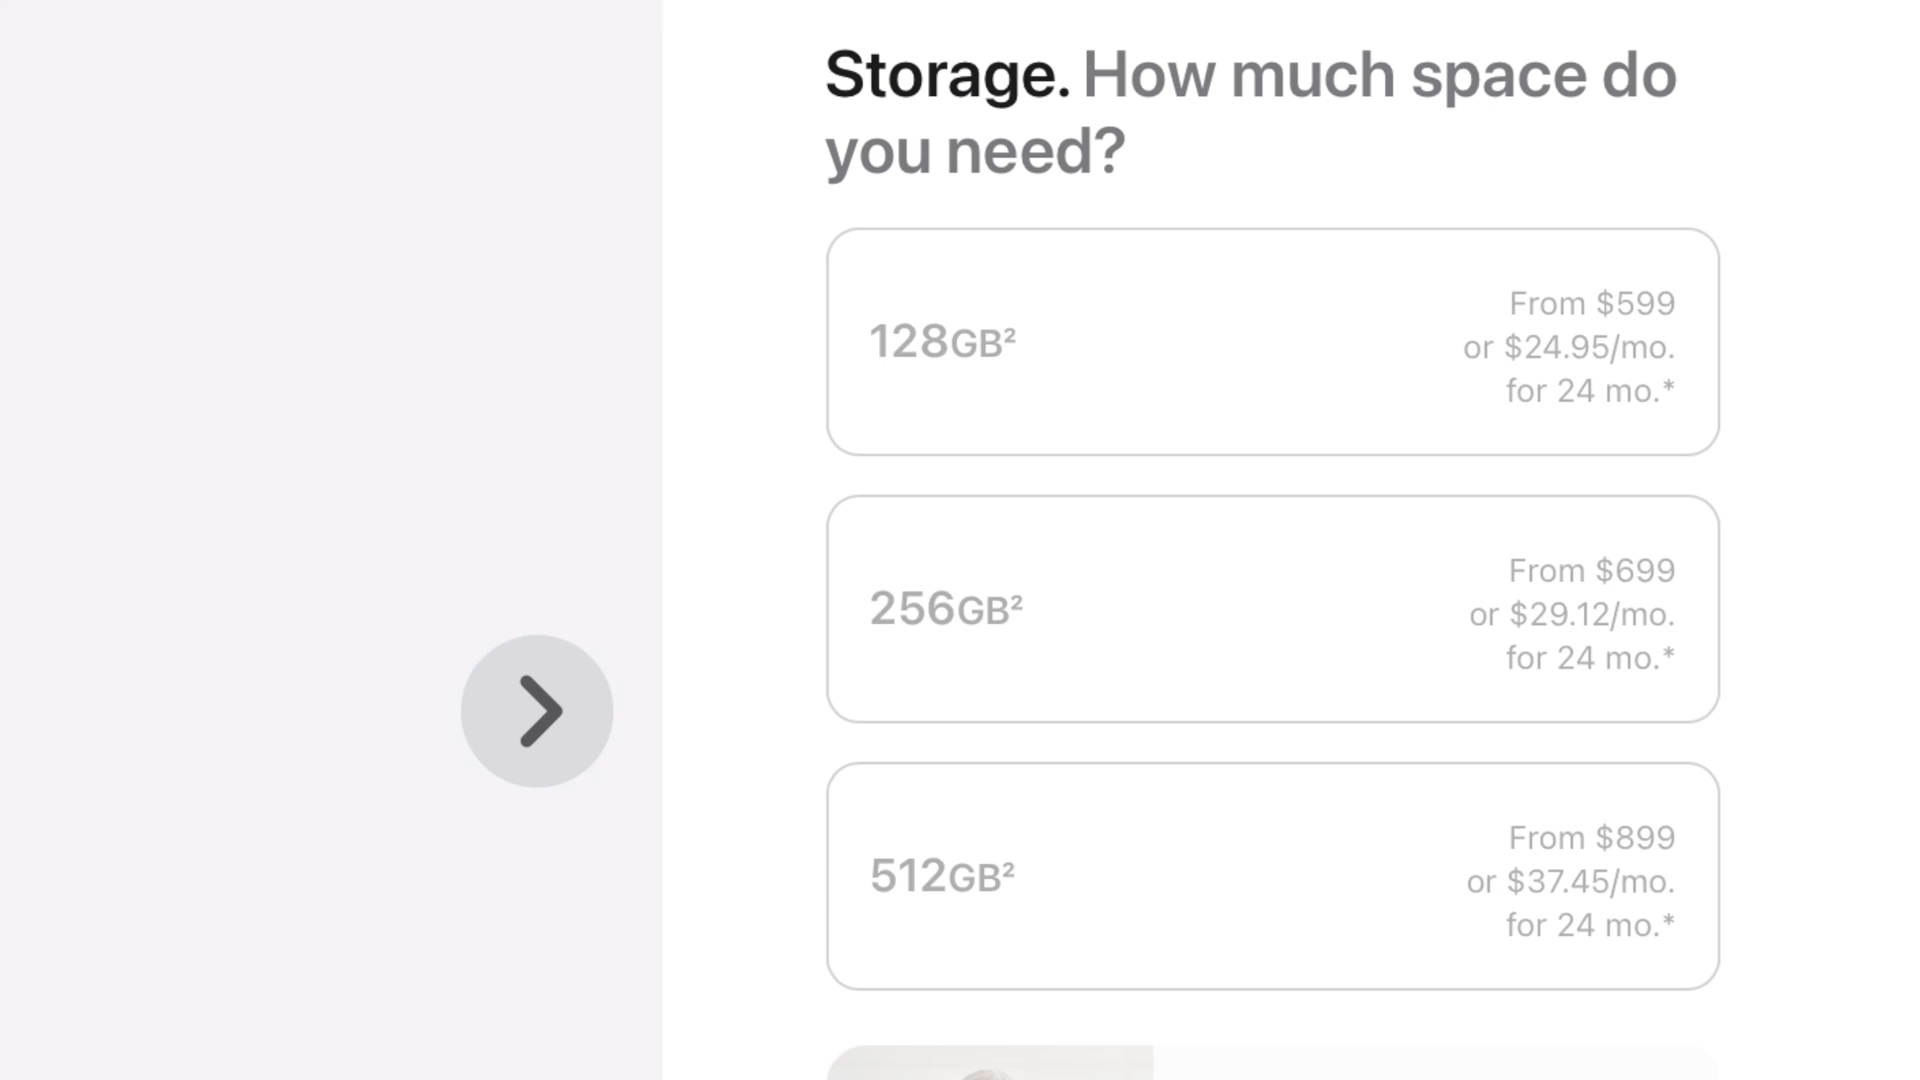 Storage. How much space do
you need?
128GB²
From $599
or $24.95/mo.
for 24 mo.*
256GB²
From $699
or $29.12/mo.
for 24 mo.*
512GB²
From $899
or $37.45/mo.
for 24 mo.*